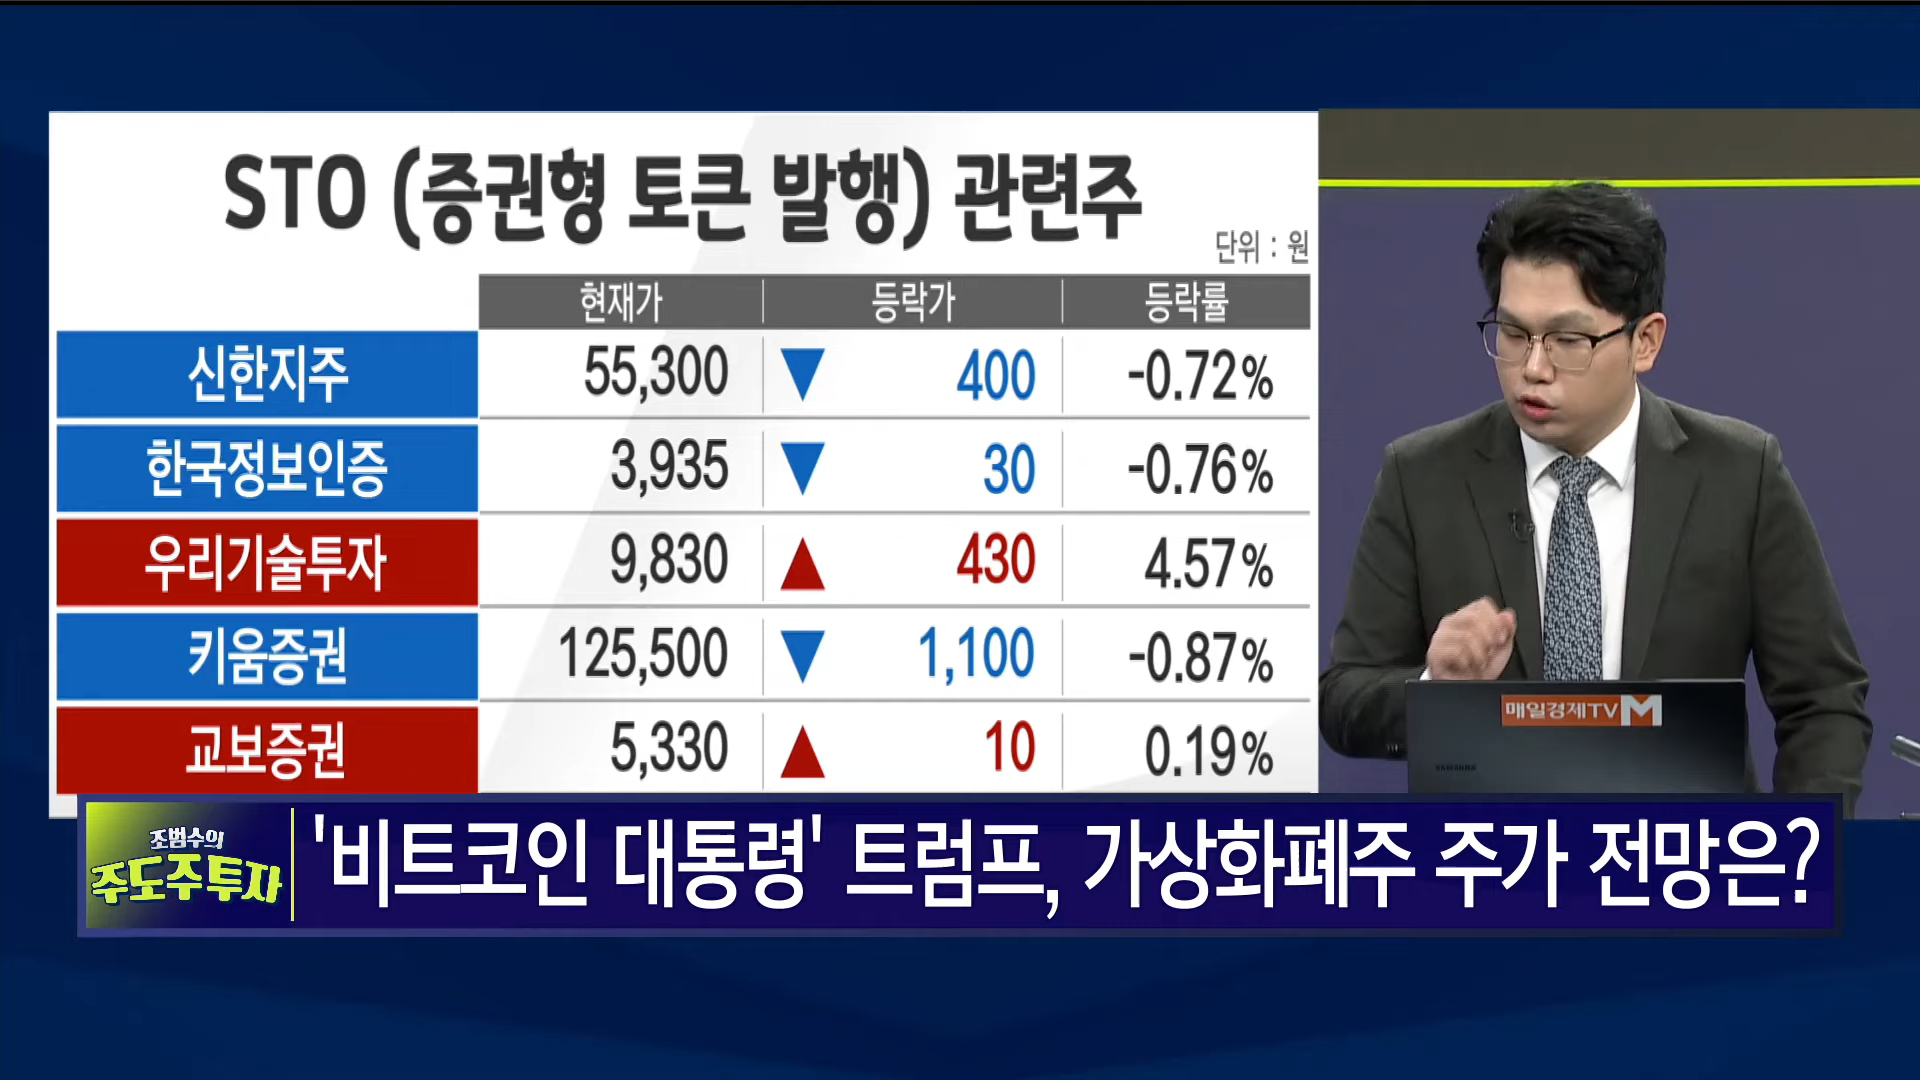 STO (증권형 토큰 발행) 관련주
단위 : 원
현재가 등락가 등락률
신한지주 55,300 ▼ 400 -0.72%
한국정보인증 3,935 ▼ 30 -0.76%
우리기술투자 9,830 ▲ 430 4.57%
키움증권 125,500 ▼ 1,100 -0.87%
교보증권 5,330 ▲ 10 0.19%
매일경제TV M
SAMSUNG
조범수의
주도주투자
'비트코인 대통령' 트럼프, 가상화폐주 주가 전망은?